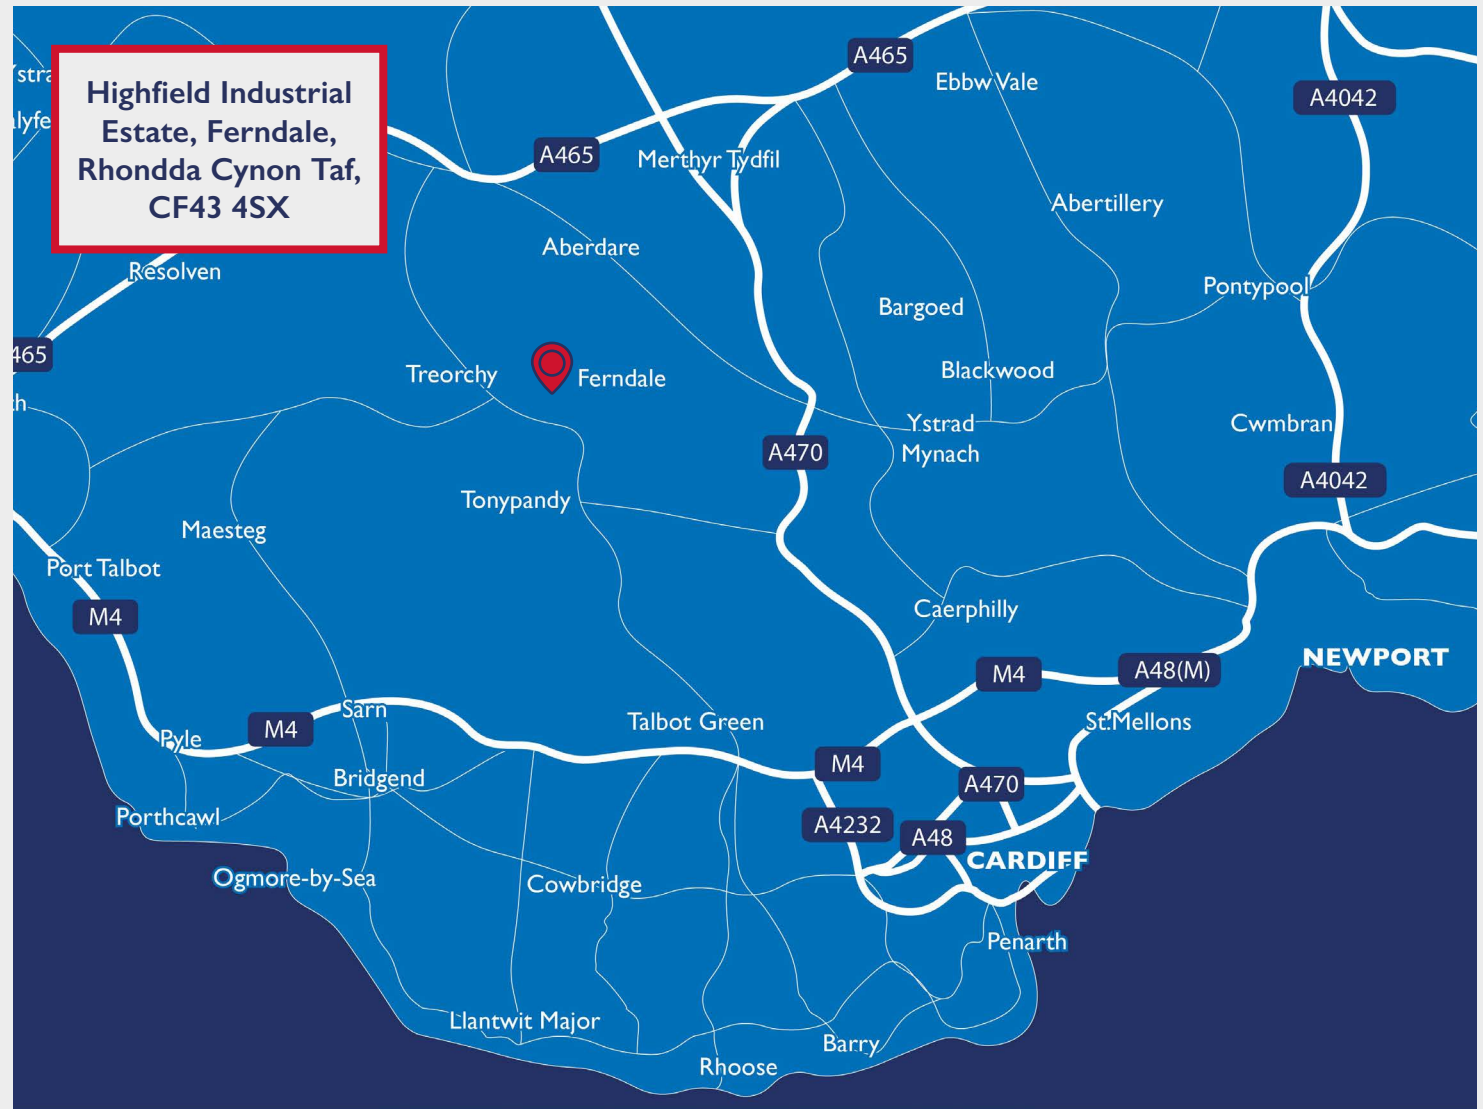 Highfield Industrial
Estate, Ferndale,
Rhondda Cynon Taf,
CF43 4SX
A465
Ebbw Vale
A4042
A465
Merthyr Tydfil
Abertillery
Aberdare
Resolven
Pontypool
Bargoed
465
Treorchy
Ferndale
Blackwood
Ystrad
Mynach
Cwmbran
A470
A4042
Tonypandy
Maesteg
Port Talbot
M4
Caerphilly
NEWPORT
M4
A48(M)
Sarn
M4
Talbot Green
St.Mellons
Pyle
M4
Bridgend
A470
Porthcawl
A4232
A48
CARDIFF
Ogmore-by-Sea
Cowbridge
Penarth
Llantwit Major
Barry
Rhoose